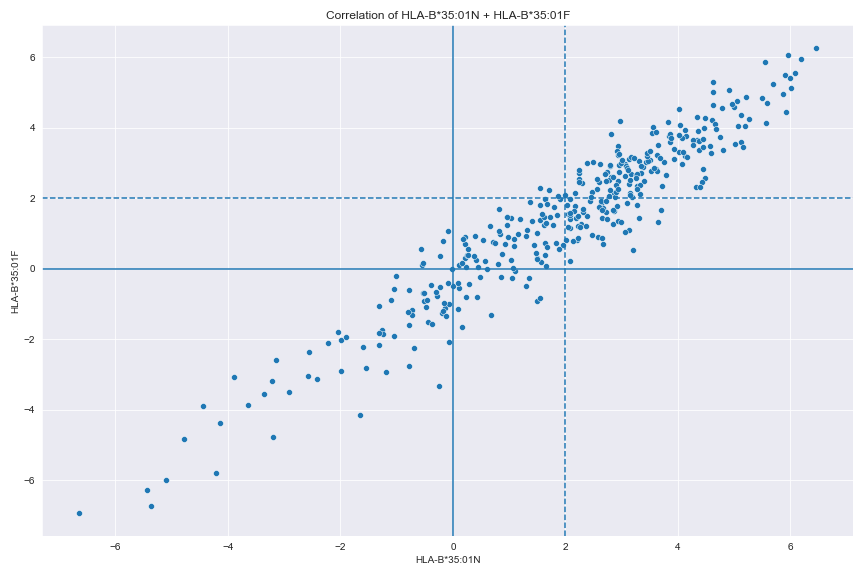 Correlation of HLA-B*35:01N + HLA-B*35:01F
6
4
2
0
−2
−4
−6
HLA-B*35:01F
−6 −4 −2 0 2 4 6
HLA-B*35:01N